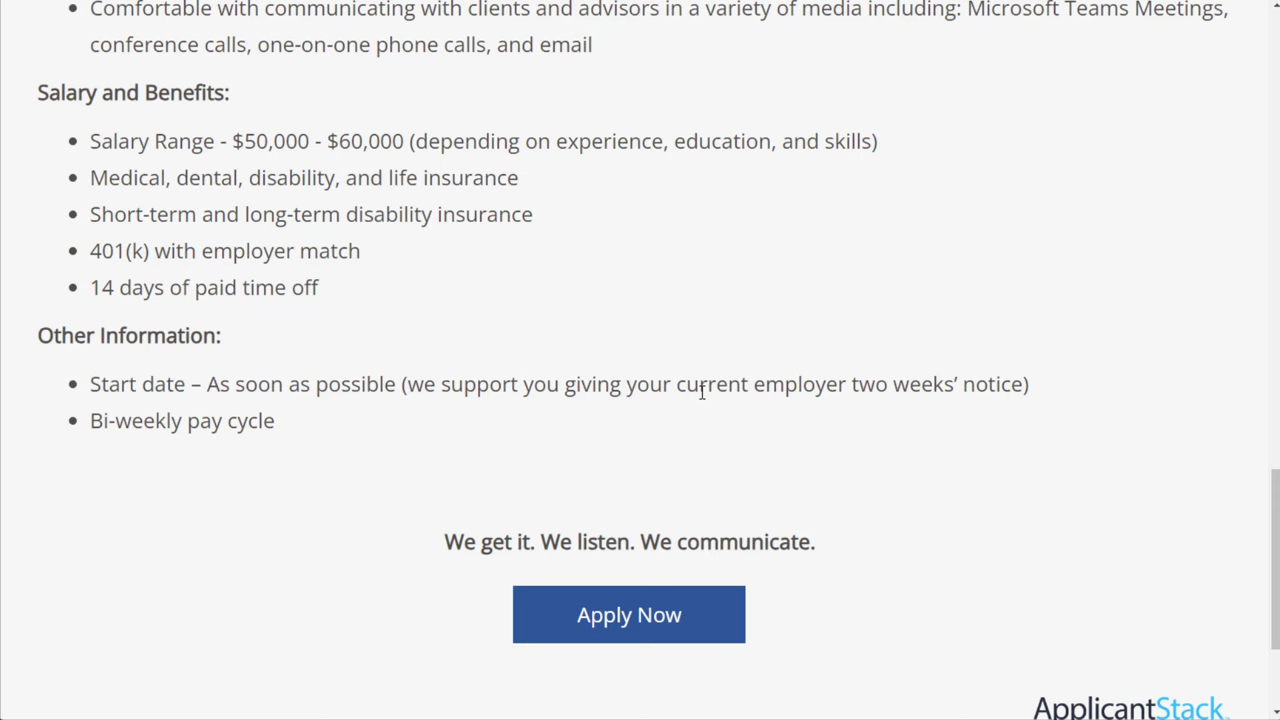 Comfortable with communicating with clients and advisors in a variety of media including: Microsoft Teams Meetings,
conference calls, one-on-one phone calls, and email
Salary and Benefits:
Salary Range - $50,000 - $60,000 (depending on experience, education, and skills)
Medical, dental, disability, and life insurance
Short-term and long-term disability insurance
401(k) with employer match
14 days of paid time off
Other Information:
Start date – As soon as possible (we support you giving your current employer two weeks’ notice)
Bi-weekly pay cycle
We get it. We listen. We communicate.
Apply Now
ApplicantStack